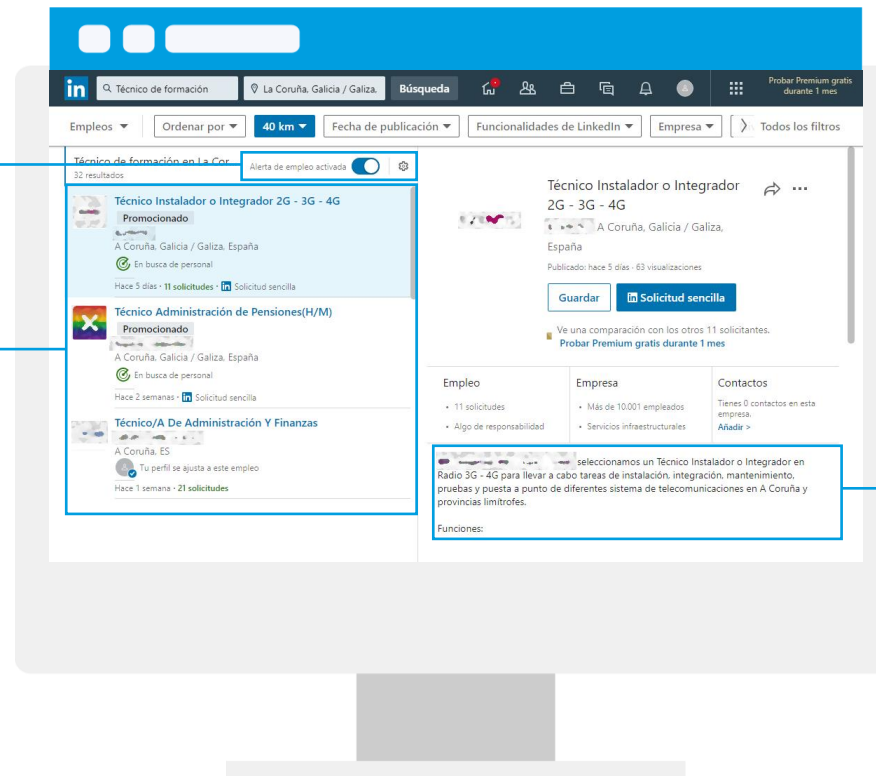 in
Técnico de formación
La Coruña, Galicia / Galiza,
Búsqueda
Probar Premium gratis
durante 1 mes
Empleos
Ordenar por
40 km
Fecha de publicación
Funcionalidades de LinkedIn
Empresa
Todos los filtros
Técnico de formación en La Cor
32 resultados
Alerta de empleo activada
Técnico Instalador o Integrador 2G - 3G - 4G
Promocionado
A Coruña, Galicia / Galiza, España
En busca de personal
Hace 5 días · 11 solicitudes · in Solicitud sencilla
Técnico Administración de Pensiones(H/M)
Promocionado
A Coruña, Galicia / Galiza, España
En busca de personal
Hace 2 semanas · in Solicitud sencilla
Técnico/A De Administración Y Finanzas
A Coruña, ES
Tu perfil se ajusta a este empleo
Hace 1 semana · 21 solicitudes
Técnico Instalador o Integrador
2G - 3G - 4G
A Coruña, Galicia / Galiza,
España
Publicado: hace 5 días · 63 visualizaciones
Guardar
in Solicitud sencilla
Ve una comparación con los otros 11 solicitantes.
Probar Premium gratis durante 1 mes
Empleo
• 11 solicitudes
• Algo de responsabilidad
Empresa
• Más de 10.001 empleados
• Servicios infraestructurales
Contactos
Tienes 0 contactos en esta
empresa.
Añadir >
seleccionamos un Técnico Instalador o Integrador en
Radio 3G - 4G para llevar a cabo tareas de instalación, integración, mantenimiento,
pruebas y puesta a punto de diferentes sistema de telecomunicaciones en A Coruña y
provincias limítrofes.
Funciones: